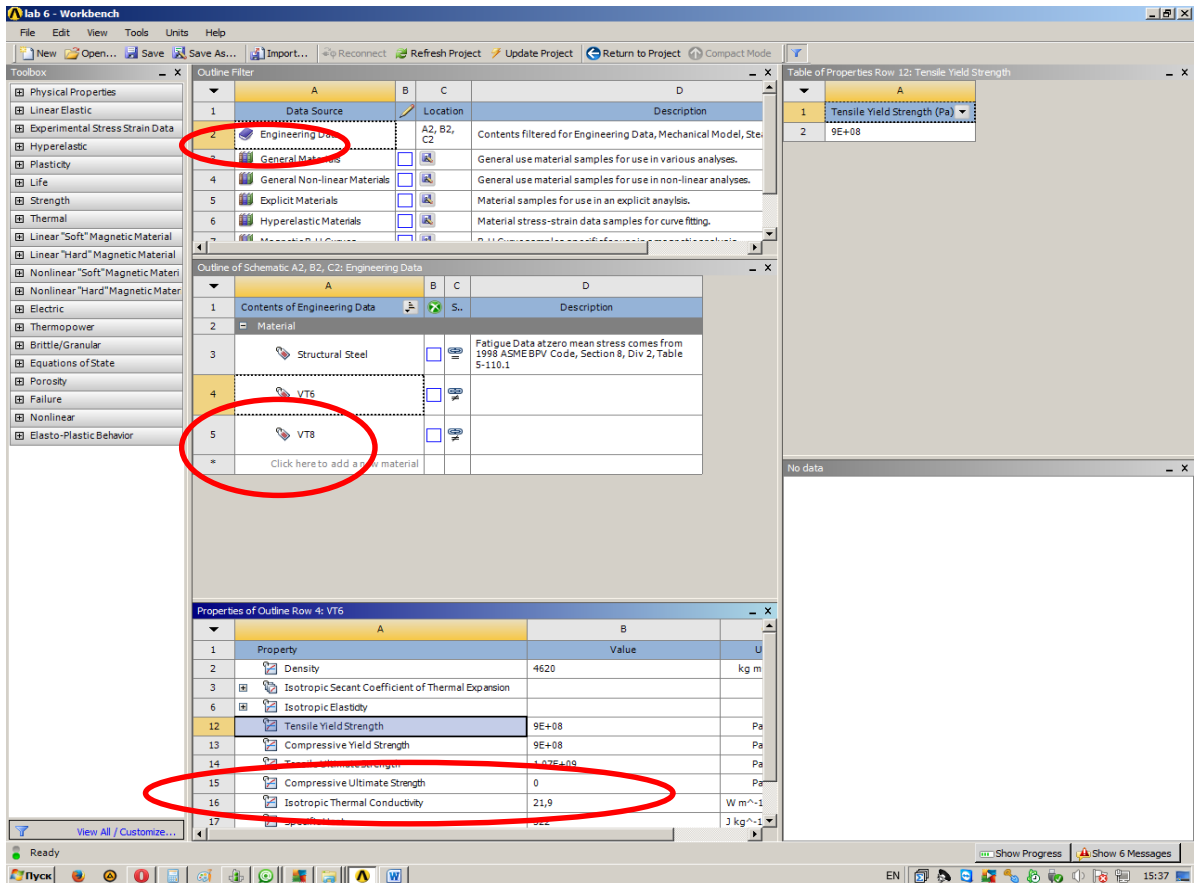 lab 6 - Workbench
File Edit View Tools Units Help
New Open... Save Save As... Import... Reconnect Refresh Project Update Project Return to Project Compact Mode
Toolbox
Physical Properties
Linear Elastic
Experimental Stress Strain Data
Hyperelastic
Plasticity
Life
Strength
Thermal
Linear "Soft" Magnetic Material
Linear "Hard" Magnetic Material
Nonlinear "Soft" Magnetic Materi
Nonlinear "Hard" Magnetic Mater
Electric
Thermopower
Brittle/Granular
Equations of State
Porosity
Failure
Nonlinear
Elasto-Plastic Behavior
View All / Customize...
Outline Filter
A B C D
1 Data Source Location Description
2 Engineering A2, B2, C2 Contents filtered for Engineering Data, Mechanical Model, Ste
General Materials General use material samples for use in various analyses.
4 General Non-linear Materials General use material samples for use in non-linear analyses.
5 Explicit Materials Material samples for use in an explicit anaylsis.
6 Hyperelastic Materials Material stress-strain data samples for curve fitting.
Outline of Schematic A2, B2, C2: Engineering Data
A B C D
1 Contents of Engineering Data S.. Description
2 Material
3 Structural Steel Fatigue Data atzero mean stress comes from 1998 ASME BPV Code, Section 8, Div 2, Table 5-110.1
4 VT6
5 VT8
* Click here to add a new material
Properties of Outline Row 4: VT6
A B
1 Property Value U
2 Density 4620 kg m
3 Isotropic Secant Coefficient of Thermal Expansion
6 Isotropic Elasticity
12 Tensile Yield Strength 9E+08 Pa
13 Compressive Yield Strength 9E+08 Pa
14 Tensile Ultimate Strength 1,07E+09 Pa
15 Compressive Ultimate Strength 0 Pa
16 Isotropic Thermal Conductivity 21,9 W m^-1
17 J kg^-1
Table of Properties Row 12: Tensile Yield Strength
A
1 Tensile Yield Strength (Pa)
2 9E+08
No data
Ready
Show Progress Show 6 Messages
Пуск EN 15:37